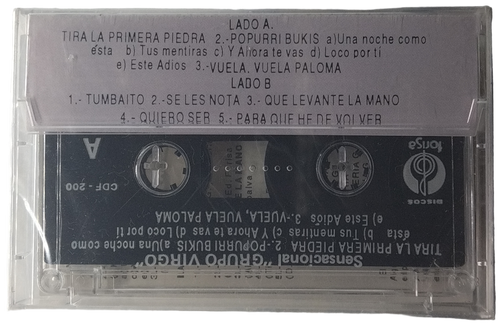 LADO A.
TIRA LA PRIMERA PIEDRA 2.-POPURRI BUKIS a)Una noche como
ésta b) Tus mentiras c) Y Ahora te vas d) Loco por ti
e) Este Adios 3.-VUELA, VUELA PALOMA
LADO B
1.- TUMBAITO 2.-SE LES NOTA 3.- QUE LEVANTE LA MANO
4.- QUIERO SER 5.- PARA QUE HE DE VOLVER
A
CDF - 200
fonsa
DISCOS
Sensacional "GRUPO VIRGO"
TIRA LA PRIMERA PIEDRA 2.-POPURRI BUKIS a)Una noche como
ésta b) Tus mentiras c) Y Ahora te vas d) Loco por ti
e) Este Adiós 3.-VUELA, VUELA PALOMA